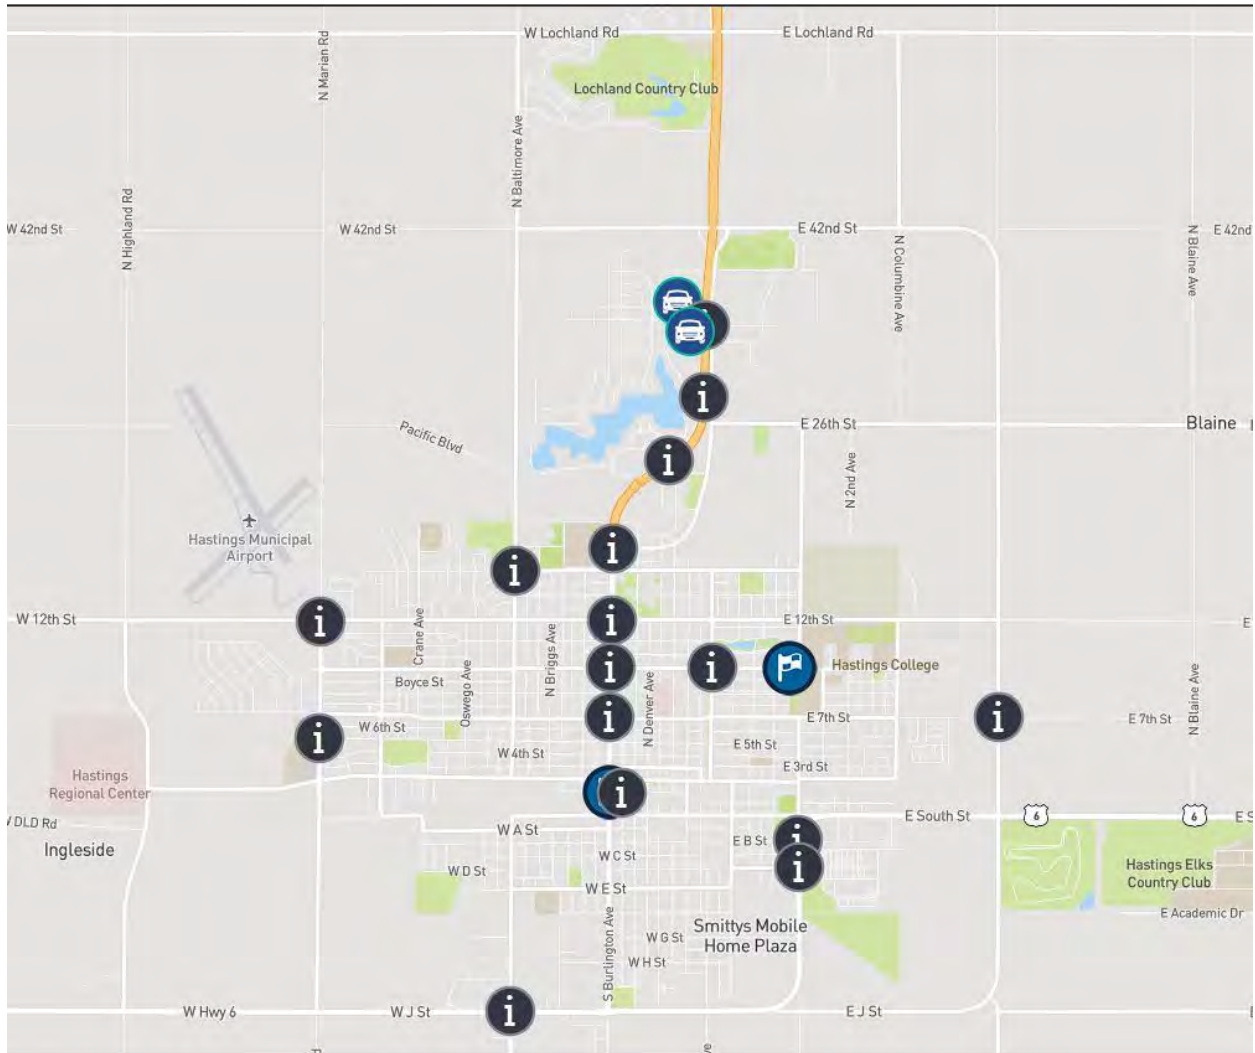 W Lochland Rd
E Lochland Rd
N Marian Rd
Lochland Country Club
N Baltimore Ave
N Highland Rd
W 42nd St
W 42nd St
E 42nd St
E 42nd
N Columbine Ave
N Blaine Ave
i
i
Pacific Blvd
E 26th St
Blaine
i
N 2nd Ave
Hastings Municipal
Airport
i
i
W 12th St
i
Crane Ave
N Briggs Ave
i
E 12th St
E
Boyce St
Oswego Ave
i
N Denver Ave
i
Hastings College
N Blaine Ave
W 6th St
i
W 4th St
i
E 7th St
E 5th St
E 3rd St
i
E 7th St
Hastings
Regional Center
i
DLD Rd
Ingleside
W A St
E South St
6
6
E S
E B St
i
i
W C St
W D St
W E St
Hastings Elks
Country Club
E Academic Dr
S Burlington Ave
W G St
W H St
Smittys Mobile
Home Plaza
W Hwy 6
W J St
i
E J St